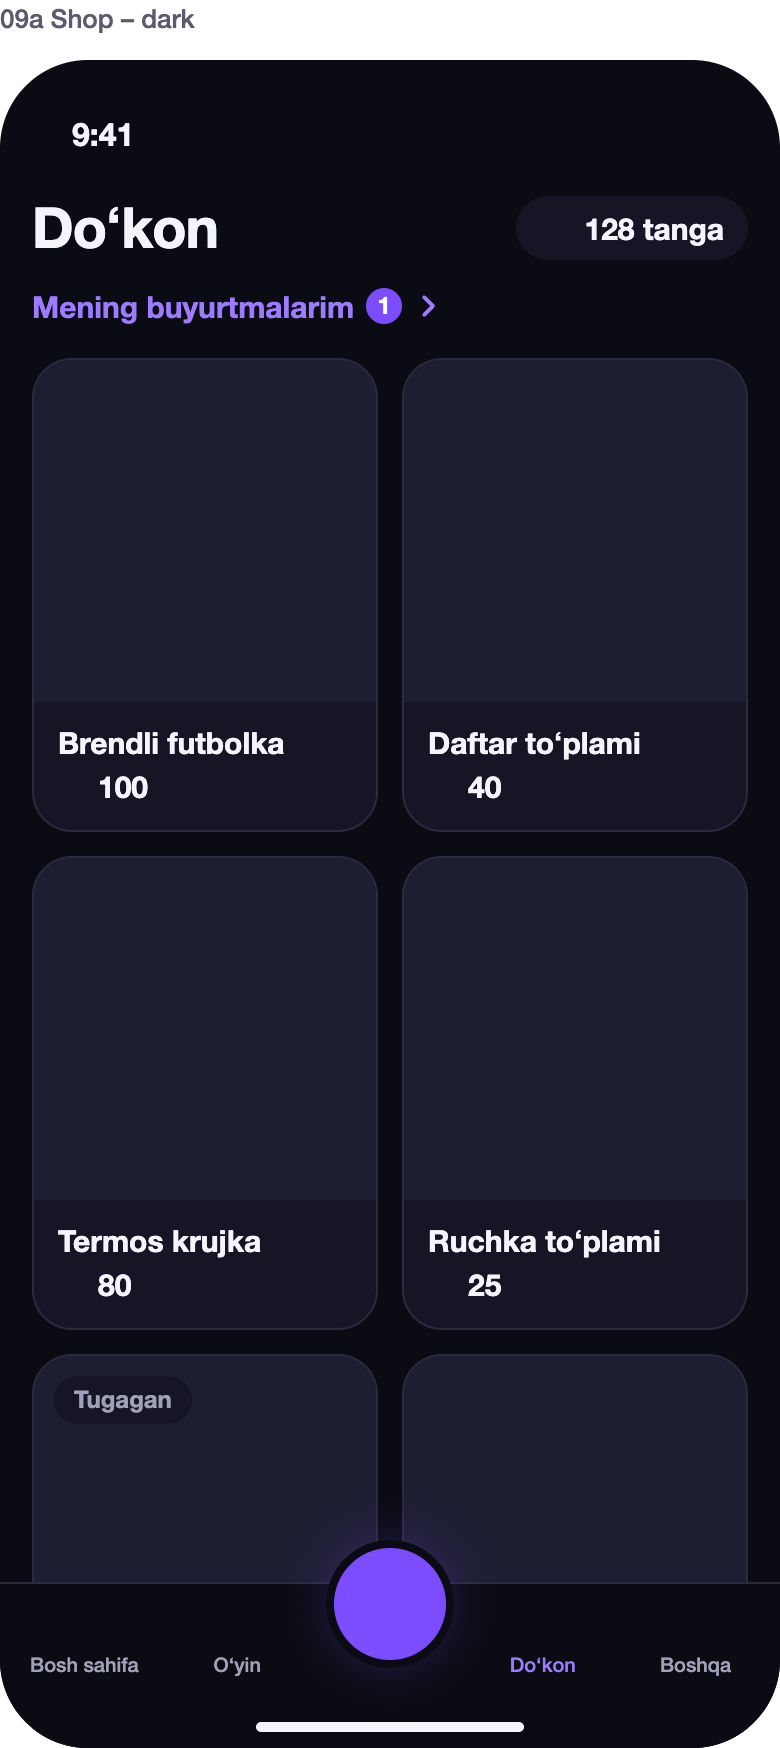 09a Shop – dark
9:41
Do‘kon
128 tanga
Mening buyurtmalarim 1
Brendli futbolka
100
Daftar to‘plami
40
Termos krujka
80
Ruchka to‘plami
25
Tugagan
Bosh sahifa
O‘yin
Do‘kon
Boshqa